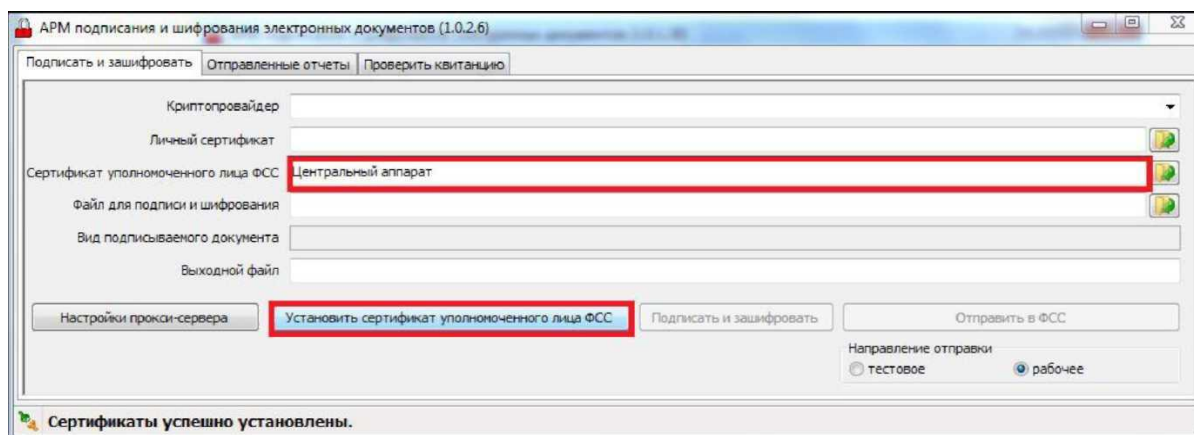 АРМ подписания и шифрования электронных документов (1.0.2.6)
Подписать и зашифровать Отправленные отчеты Проверить квитанцию
Криптопровайдер
Личный сертификат
Сертификат уполномоченного лица ФСС Центральный аппарат
Файл для подписи и шифрования
Вид подписываемого документа
Выходной файл
Настройки прокси-сервера Установить сертификат уполномоченного лица ФСС Подписать и зашифровать Отправить в ФСС
Направление отправки
тестовое рабочее
Сертификаты успешно установлены.